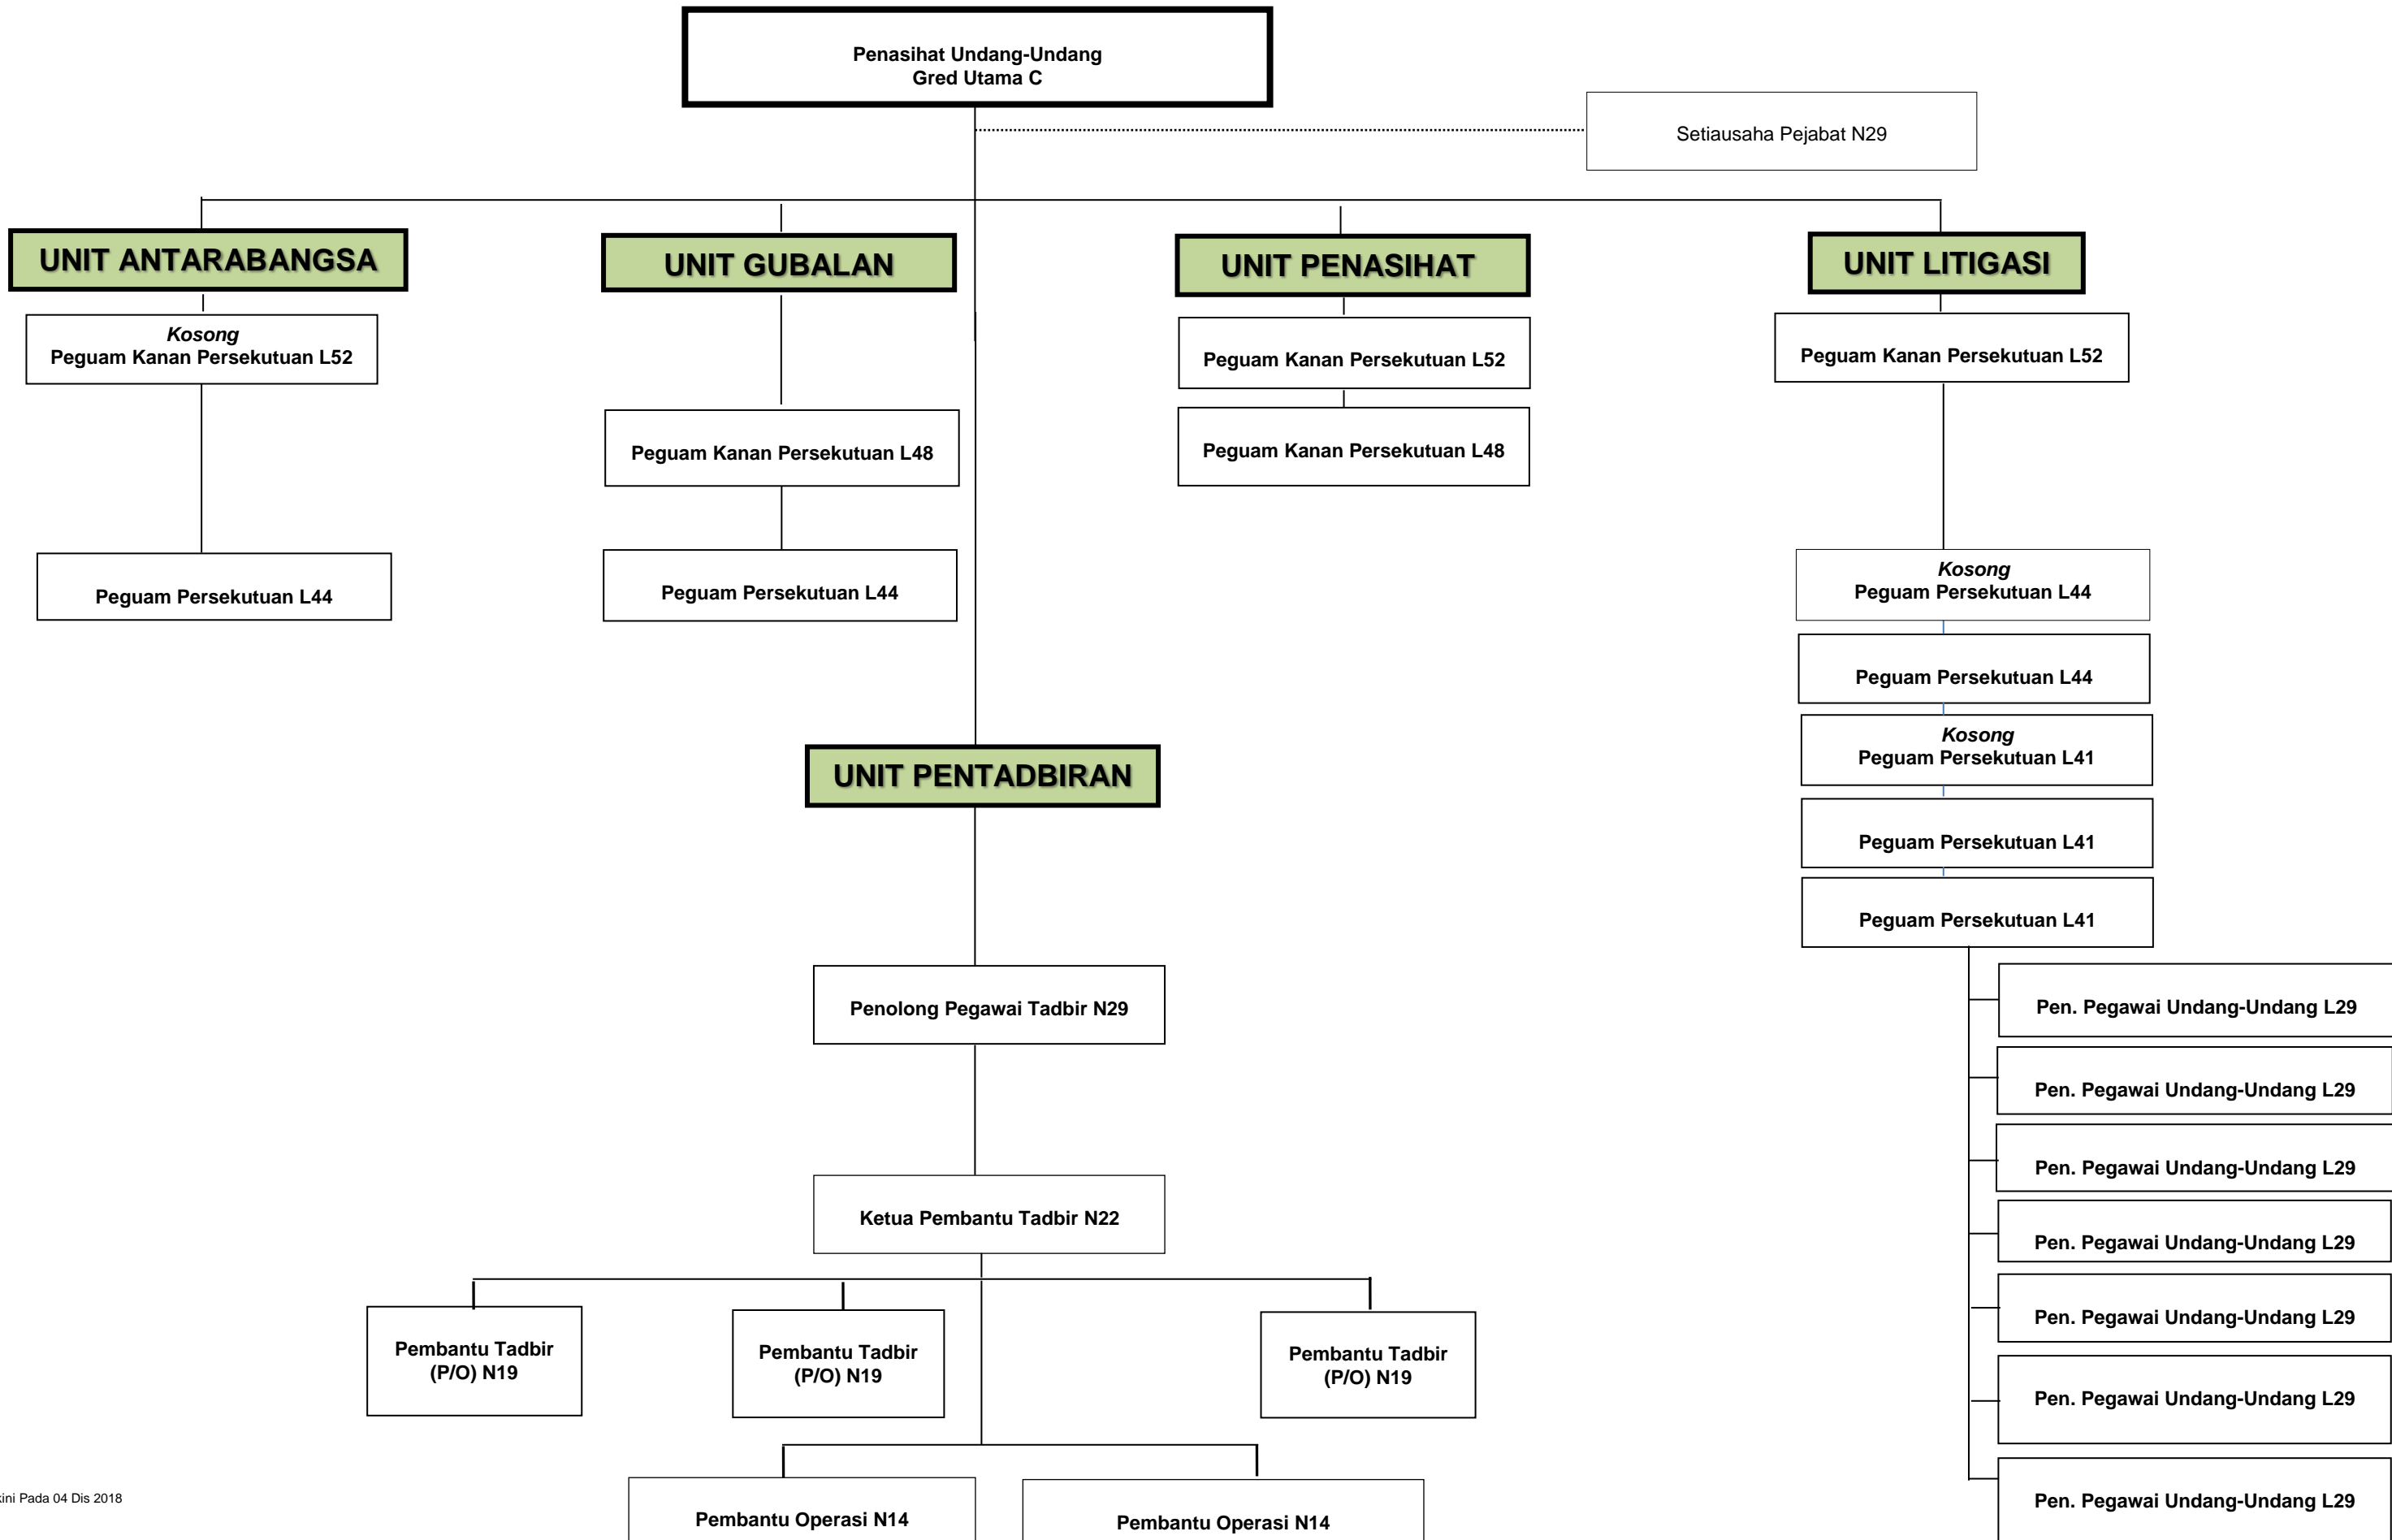 Penasihat Undang-Undang
Gred Utama C
Setiausaha Pejabat N29
UNIT ANTARABANGSA
UNIT GUBALAN
UNIT PENASIHAT
UNIT LITIGASI
Kosong
Peguam Kanan Persekutuan L52
Peguam Kanan Persekutuan L52
Peguam Kanan Persekutuan L52
Peguam Kanan Persekutuan L48
Peguam Kanan Persekutuan L48
Peguam Persekutuan L44
Peguam Persekutuan L44
Kosong
Peguam Persekutuan L44
Peguam Persekutuan L44
Kosong
Peguam Persekutuan L41
Peguam Persekutuan L41
Peguam Persekutuan L41
UNIT PENTADBIRAN
Penolong Pegawai Tadbir N29
Ketua Pembantu Tadbir N22
Pen. Pegawai Undang-Undang L29
Pen. Pegawai Undang-Undang L29
Pen. Pegawai Undang-Undang L29
Pen. Pegawai Undang-Undang L29
Pen. Pegawai Undang-Undang L29
Pen. Pegawai Undang-Undang L29
Pen. Pegawai Undang-Undang L29
Pembantu Tadbir
(P/O) N19
Pembantu Tadbir
(P/O) N19
Pembantu Tadbir
(P/O) N19
Pembantu Operasi N14
Pembantu Operasi N14
Pada 04 Dis 2018